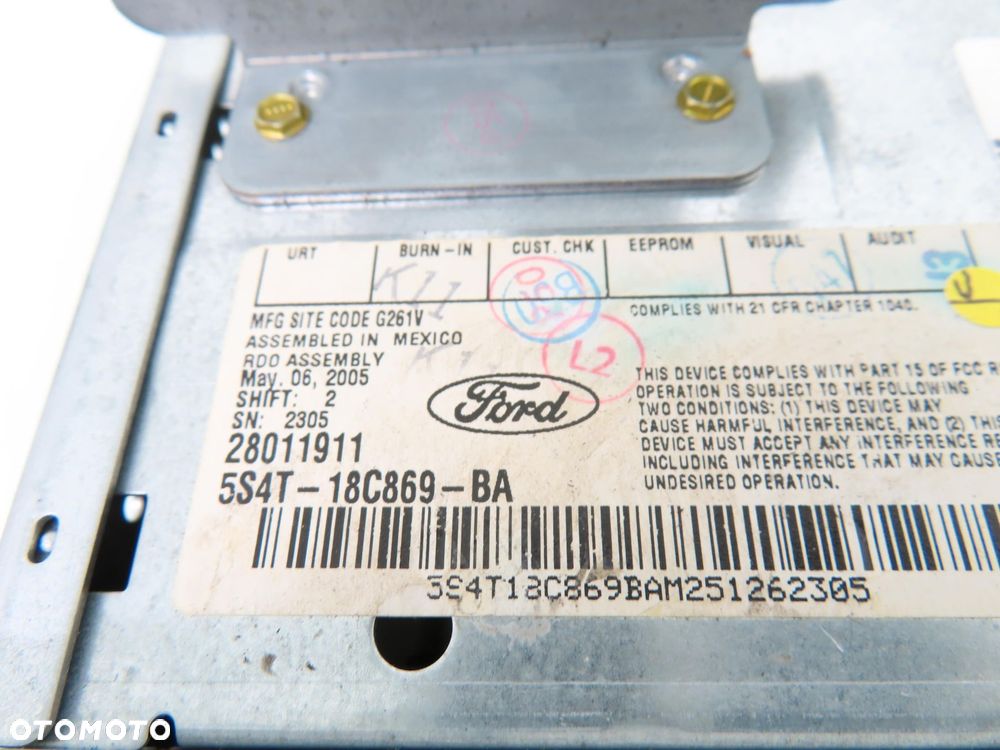 URT BURN-IN CUST. CHK EEPROM VISUAL AUDIT
K11
13
V
MFG SITE CODE G261V
ASSEMBLED IN MEXICO
RDO ASSEMBLY
May. 06, 2005
SHIFT: 2
SN: 2305
28011911
5S4T-18C869-BA
L2
Ford
COMPLIES WITH 21 CFR CHAPTER 1040.
THIS DEVICE COMPLIES WITH PART 15 OF FCC
OPERATION IS SUBJECT TO THE FOLLOWING
TWO CONDITIONS: (1) THIS DEVICE MAY
CAUSE HARMFUL INTERFERENCE, AND (2) THIS
DEVICE MUST ACCEPT ANY INTERFERENCE
INCLUDING INTERFERENCE THAT MAY CAUSE
UNDESIRED OPERATION.
5S4T18C869BAM251262305
OTOMOTO